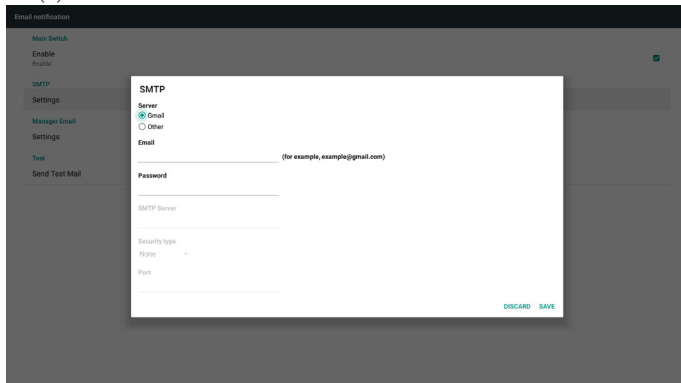 Email notification
Main Switch
Enable
Enable
SMTP
Settings
Manager Email
Settings
Test
Send Test Mail
SMTP
Server
Gmail
Other
Email
(for example, example@gmail.com)
Password
SMTP Server
Security type
None
Port
DISCARD SAVE